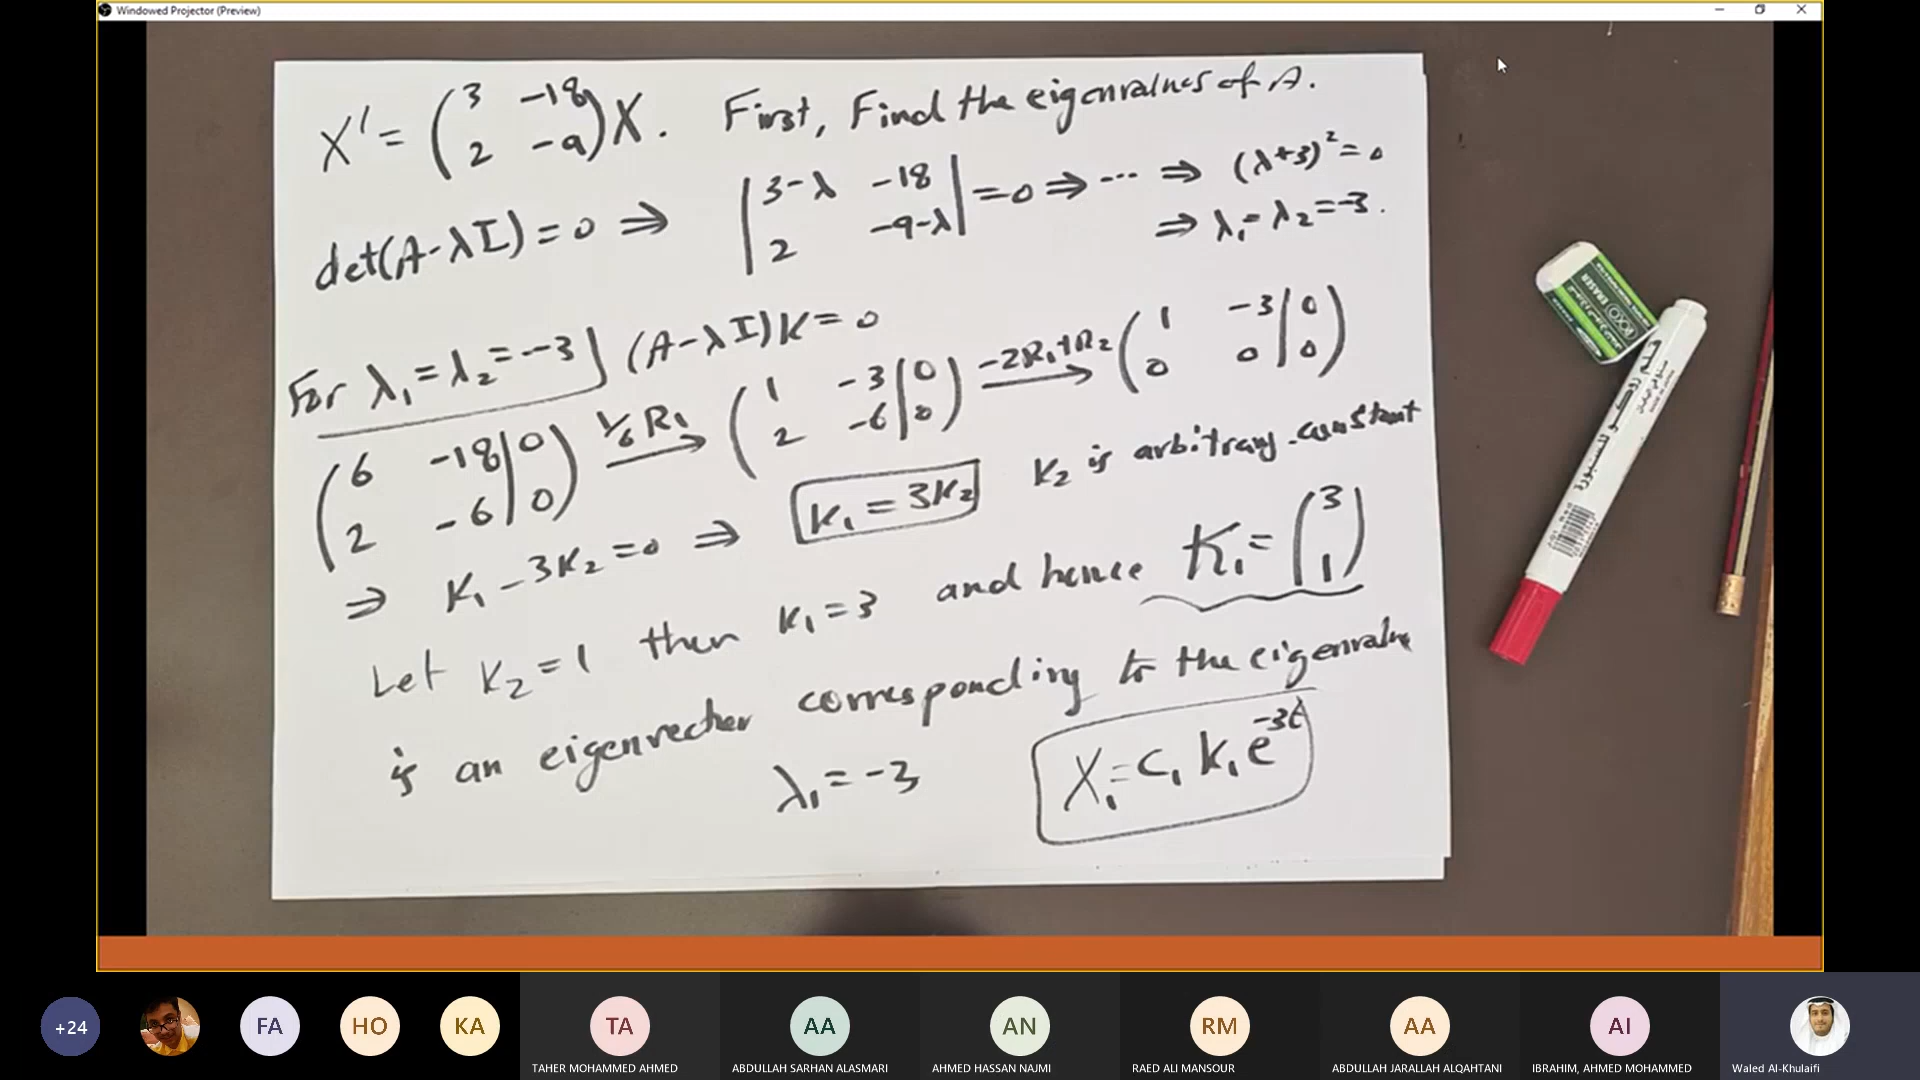 Windowed Projector (Preview)
X' = (3 -18
2 -9) X. First, Find the eigenvalues of A.
det(A-λI)=0 ⇒ |3-λ -18
2 -9-λ| =0 ⇒ ... ⇒ (λ+3)²=0
⇒ λ₁=λ₂=-3.
For λ₁=λ₂=-3 (A-λI)K=0
(6 -18|0
2 -6|0) 1/6 R₁ → (1 -3|0
2 -6|0) -2R₁+R₂ → (1 -3|0
0 0|0)
⇒ K₁-3K₂=0 ⇒ K₁=3K₂ K₂ is arbitrary constant
Let K₂=1 then K₁=3 and hence K₁=(3
1)
is an eigenvector corresponding to the eigenvalue
λ₁=-3 X₁=C₁K₁e^-3t
ERASER
ROCO
قلم روكو للسبورة
+24
FA
HO
KA
TA
AA
AN
RM
AA
AI
TAHER MOHAMMED AHMED
ABDULLAH SARHAN ALASMARI
AHMED HASSAN NAJMI
RAED ALI MANSOUR
ABDULLAH JARALLAH ALQAHTANI
IBRAHIM, AHMED MOHAMMED
Waled Al-Khulaifi